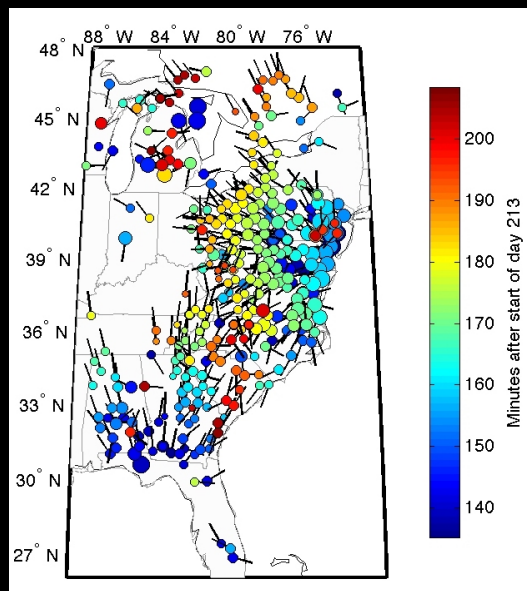 88° W 84° W 80° W 76° W
48° N
45° N
42° N
39° N
36° N
33° N
30° N
27° N
200
190
180
170
160
150
140
Minutes after start of day 213